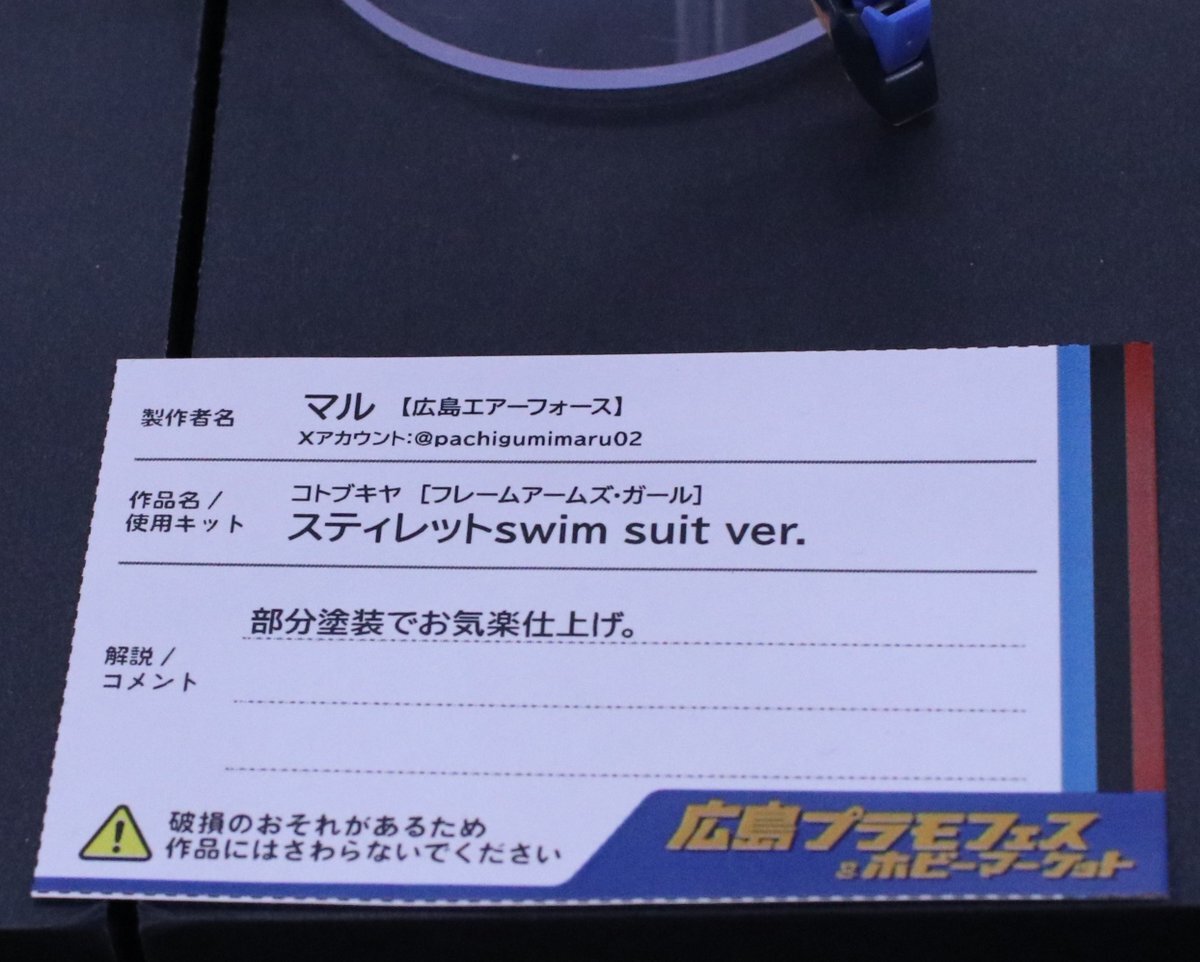 製作者名
マル 【広島エアーフォース】
Xアカウント:@pachigumimaru02
作品名 /
使用キット
コトブキヤ [フレームアームズ・ガール]
スティレットswim suit ver.
解説 /
コメント
部分塗装でお気楽仕上げ。
破損のおそれがあるため
作品にはさわらないでください
広島プラモフェス
&ホビーマーケット